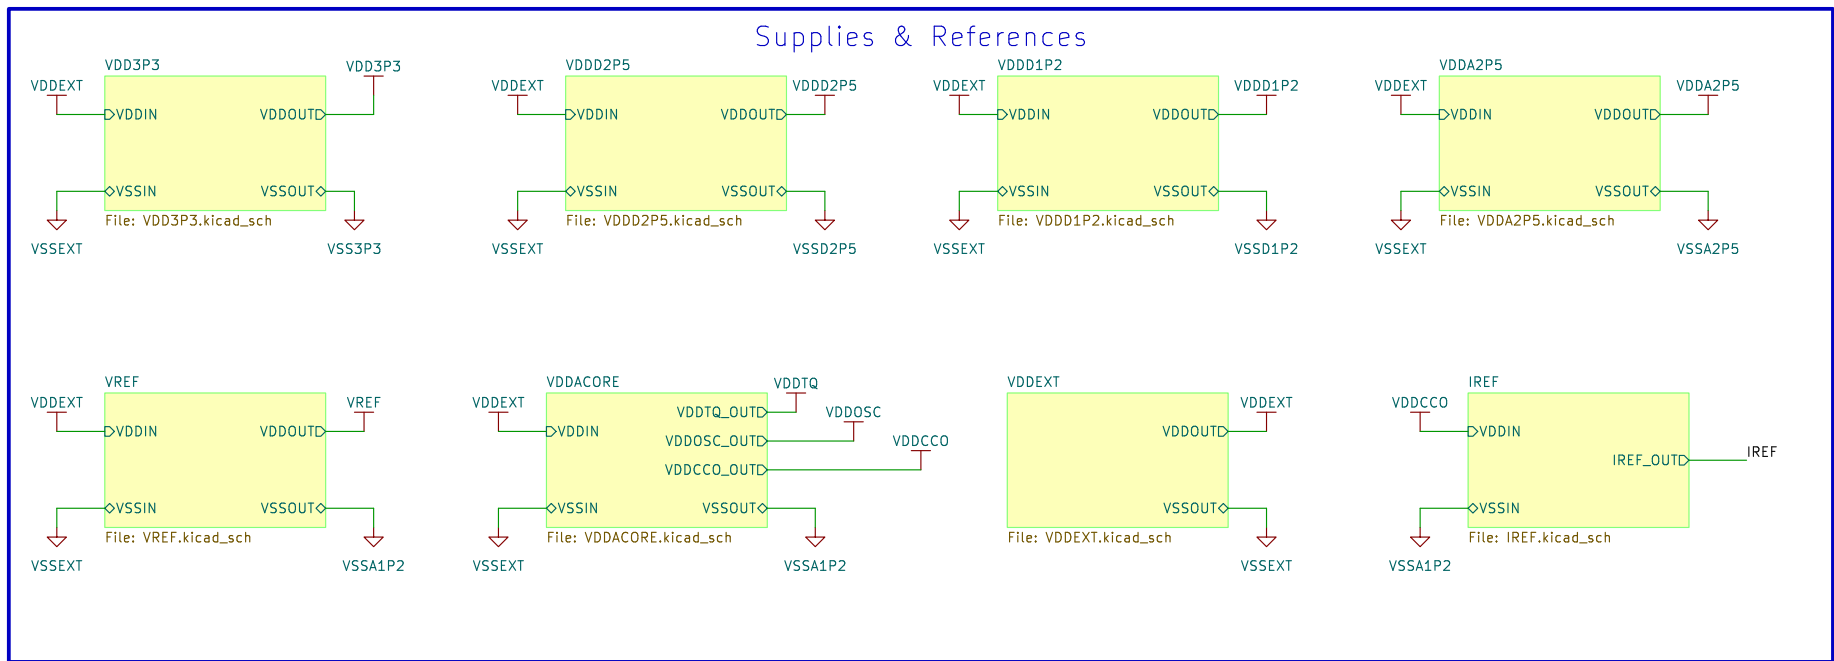 Supplies & References
VDD3P3
VDDEXT
VDD3P3
VDDIN
VDDOUT
VSSIN
VSSOUT
File: VDD3P3.kicad_sch
VSSEXT
VSS3P3
VDDD2P5
VDDEXT
VDDD2P5
VDDIN
VDDOUT
VSSIN
VSSOUT
File: VDDD2P5.kicad_sch
VSSEXT
VSSD2P5
VDDD1P2
VDDEXT
VDDD1P2
VDDIN
VDDOUT
VSSIN
VSSOUT
File: VDDD1P2.kicad_sch
VSSEXT
VSSD1P2
VDDA2P5
VDDEXT
VDDA2P5
VDDIN
VDDOUT
VSSIN
VSSOUT
File: VDDA2P5.kicad_sch
VSSEXT
VSSA2P5
VREF
VDDEXT
VREF
VDDIN
VDDOUT
VSSIN
VSSOUT
File: VREF.kicad_sch
VSSEXT
VSSA1P2
VDDACORE
VDDTQ
VDDEXT
VDDTQ_OUT
VDDOSC
VDDIN
VDDOSC_OUT
VDDCCO
VDDCCO_OUT
VSSIN
VSSOUT
File: VDDACORE.kicad_sch
VSSEXT
VSSA1P2
VDDEXT
VDDEXT
VDDOUT
VSSOUT
File: VDDEXT.kicad_sch
VSSEXT
IREF
VDDCCO
VDDIN
IREF_OUT
IREF
VSSIN
File: IREF.kicad_sch
VSSA1P2